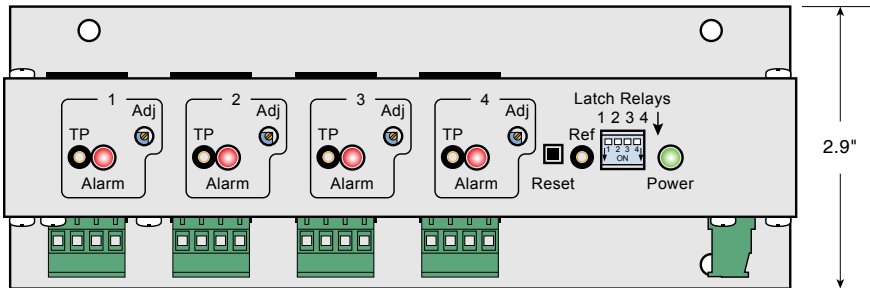 1 2 3 4 Latch Relays
Adj Adj Adj Adj 1 2 3 4
TP TP TP TP Ref
1 2 3 4
ON
Alarm Alarm Alarm Alarm Reset Power
2.9"